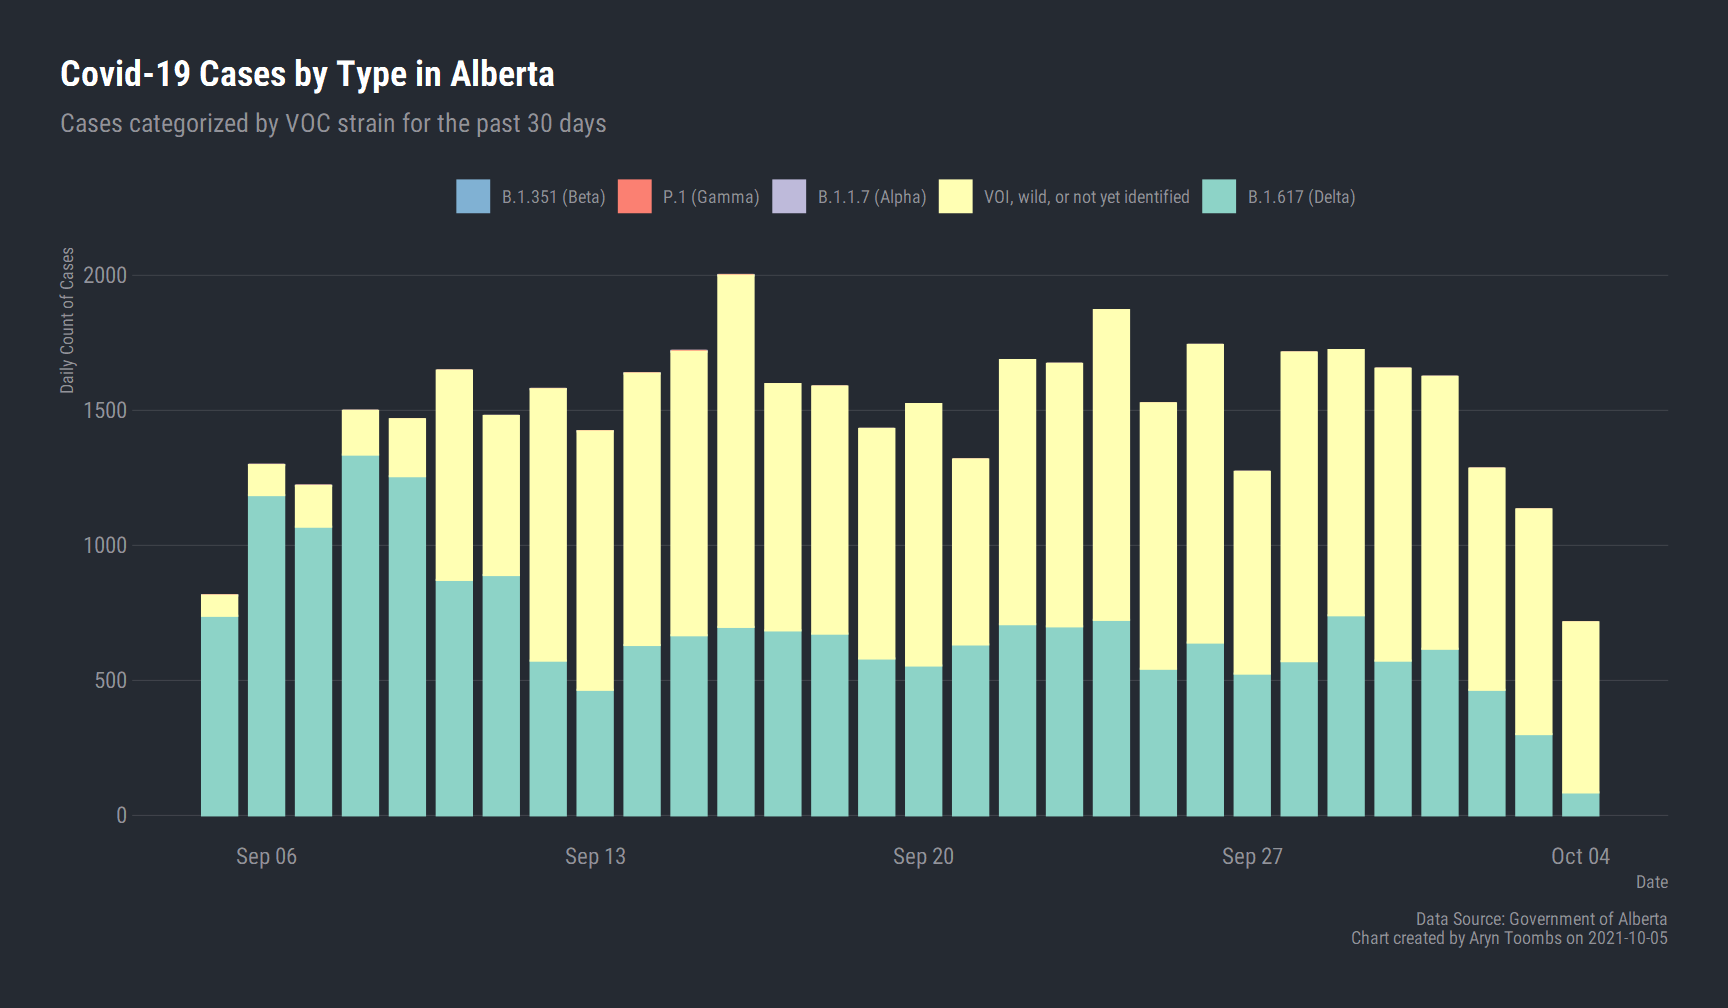 Covid-19 Cases by Type in Alberta
Cases categorized by VOC strain for the past 30 days
B.1.351 (Beta)
P.1 (Gamma)
B.1.1.7 (Alpha)
VOI, wild, or not yet identified
B.1.617 (Delta)
Daily Count of Cases
2000
1500
1000
500
0
Sep 06
Sep 13
Sep 20
Sep 27
Oct 04
Date
Data Source: Government of Alberta
Chart created by Aryn Toombs on 2021-10-05